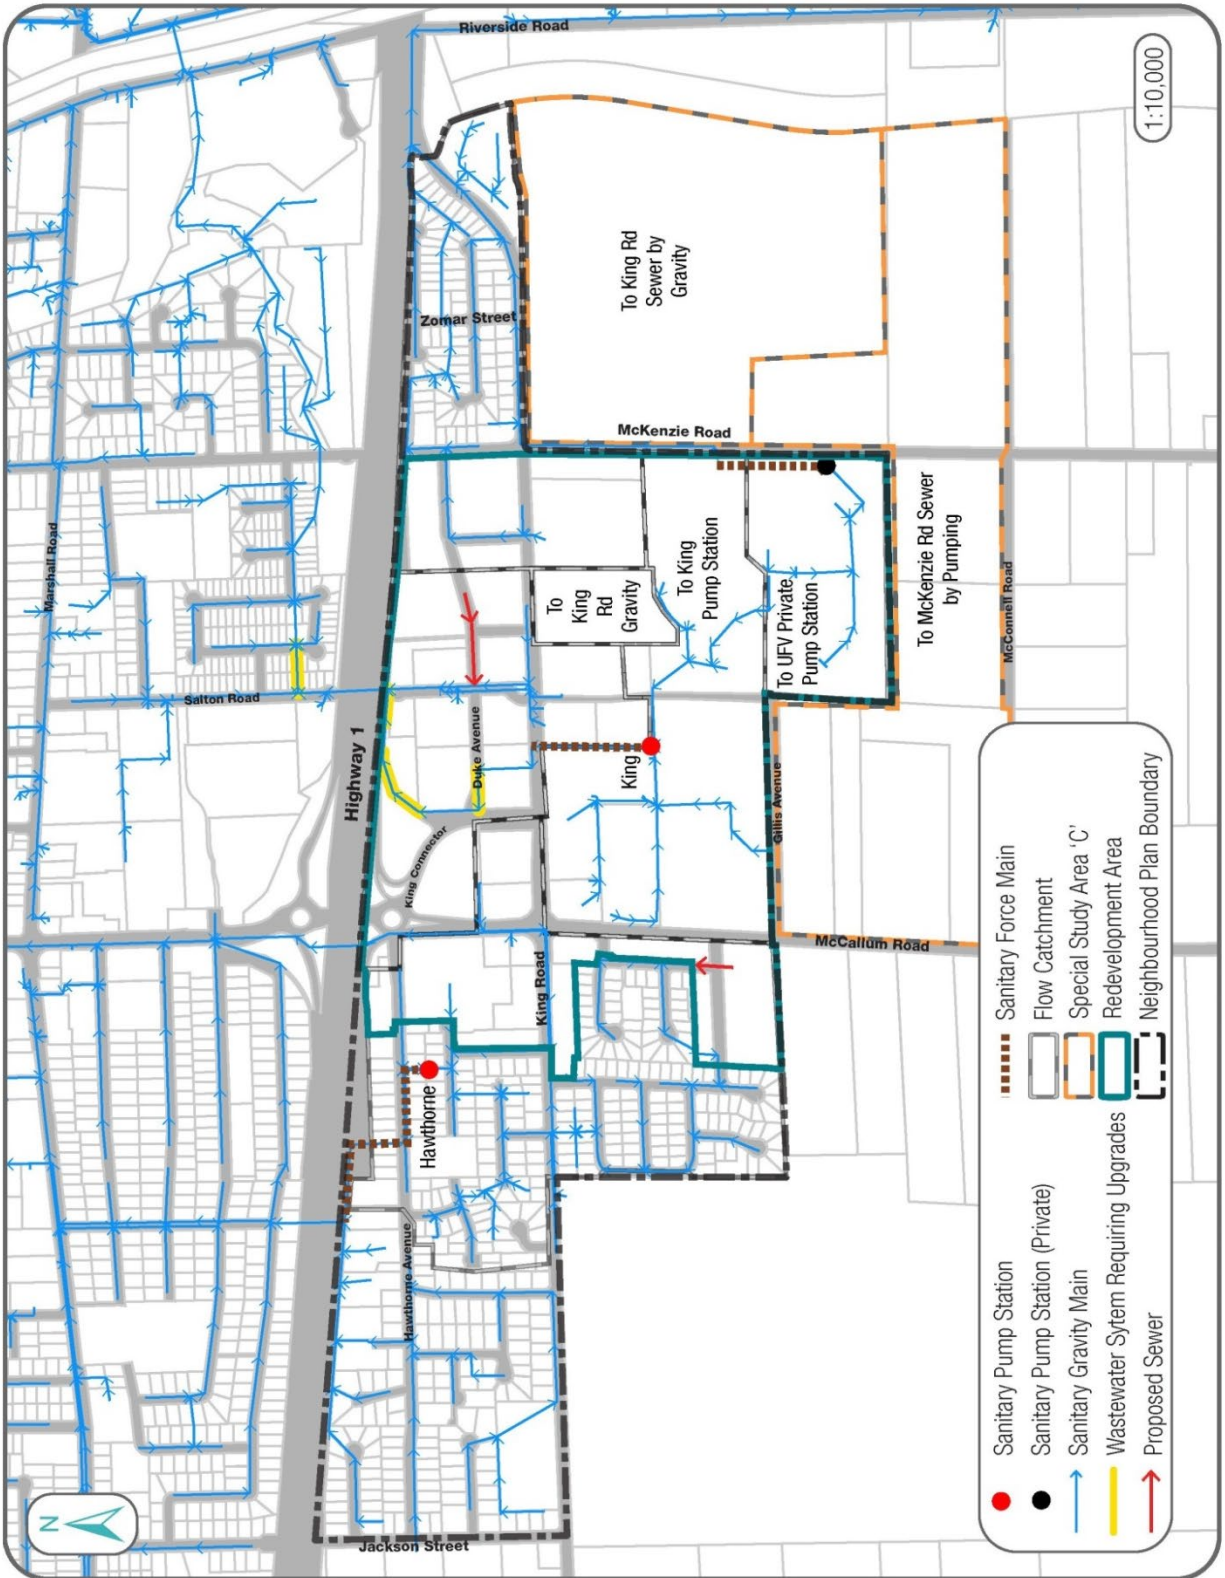 Riverside Road
1:10,000
Zomar Street
To King Rd
Sewer by
Gravity
McKenzie Road
Marshall Road
To King
Pump Station
To
King
Rd
Gravity
To UFV Private
Pump Station
To McKenzie Rd Sewer
by Pumping
McConnell Road
Salton Road
Highway 1
Duke Avenue
King
Gillis Avenue
King Connector
McCallum Road
King Road
Hawthorne
Hawthorne Avenue
Jackson Street
N
Sanitary Pump Station
Sanitary Pump Station (Private)
Sanitary Gravity Main
Wastewater Sytem Requiring Upgrades
Proposed Sewer
Sanitary Force Main
Flow Catchment
Special Study Area ‘C’
Redevelopment Area
Neighbourhood Plan Boundary